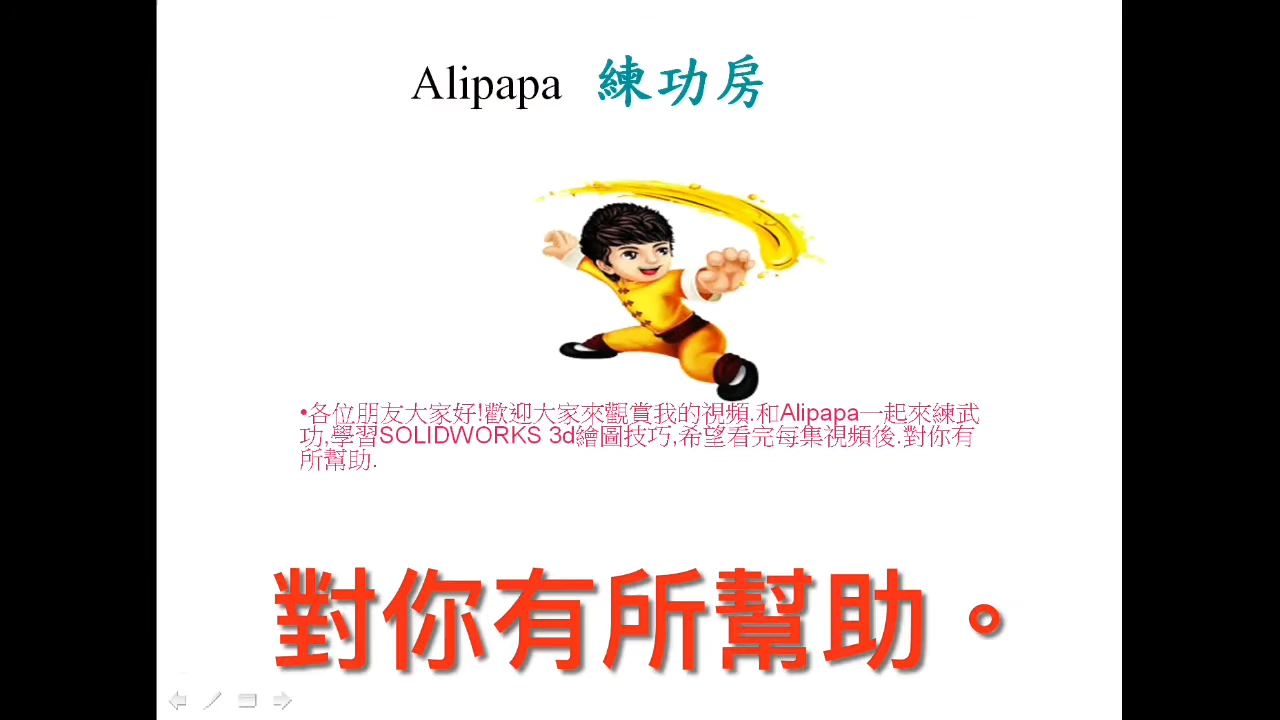 Alipapa 練功房
•各位朋友大家好!歡迎大家來觀賞我的視頻.和Alipapa一起來練武
功,學習SOLIDWORKS 3d繪圖技巧,希望看完每集視頻後.對你有
所幫助.
對你有所幫助。